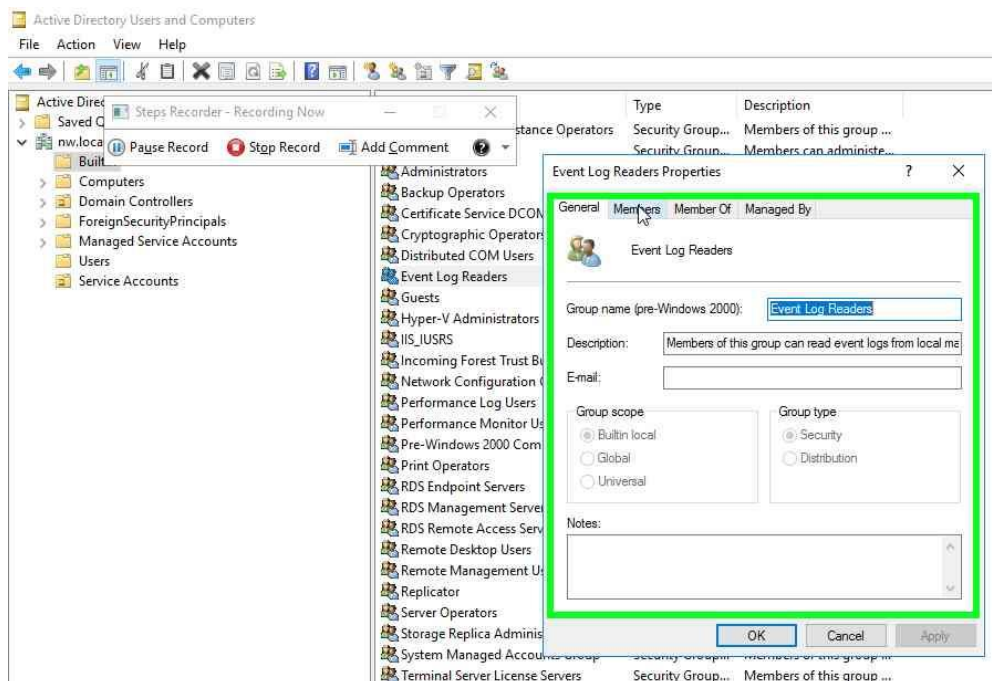 Active Directory Users and Computers
File Action View Help
Active Direc
Saved Q
nw.loca
Built
Computers
Domain Controllers
ForeignSecurityPrincipals
Managed Service Accounts
Users
Service Accounts
Steps Recorder - Recording Now
Pause Record Stop Record Add Comment
Type Description
stance Operators Security Group... Members of this group ...
Security Group... Members can administe...
Administrators
Backup Operators
Certificate Service DCOM
Cryptographic Operators
Distributed COM Users
Event Log Readers
Guests
Hyper-V Administrators
IIS_IUSRS
Incoming Forest Trust Bu
Network Configuration
Performance Log Users
Performance Monitor Us
Pre-Windows 2000 Com
Print Operators
RDS Endpoint Servers
RDS Management Server
RDS Remote Access Serv
Remote Desktop Users
Remote Management Us
Replicator
Server Operators
Storage Replica Adminis
System Managed Accounts Group Security Group... Members of this group ...
Terminal Server License Servers Security Group... Members of this group ...
Event Log Readers Properties ?
General Members Member Of Managed By
Event Log Readers
Group name (pre-Windows 2000): Event Log Readers
Description: Members of this group can read event logs from local ma
E-mail:
Group scope
Builtin local
Global
Universal
Group type
Security
Distribution
Notes:
OK Cancel Apply